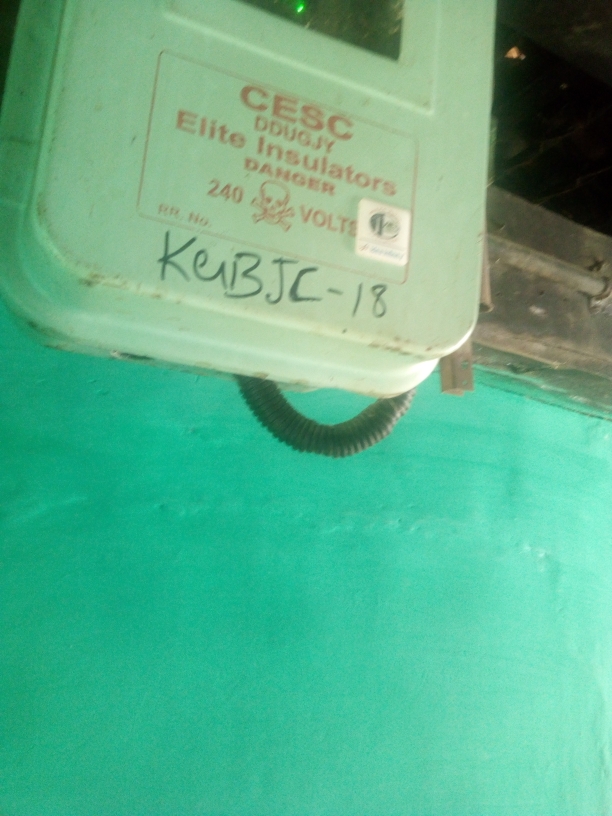 CESC
DDUGJY
Elite Insulators
DANGER
240 VOLTS
RR. No.
KGBJC-18